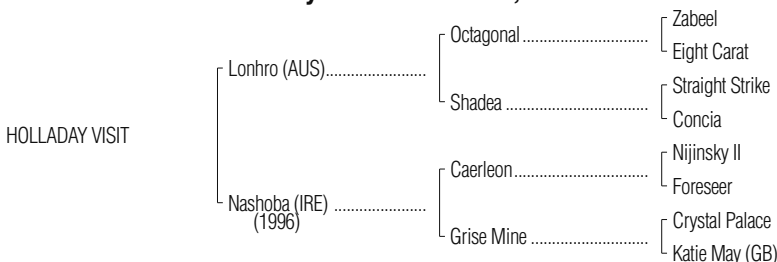 Zabeel
Octagonal
Eight Carat
Lonhro (AUS)
Straight Strike
Shadea
Concia
HOLLADAY VISIT
Nijinsky II
Caerleon
Foreseer
Nashoba (IRE)
(1996)
Crystal Palace
Grise Mine
Katie May (GB)